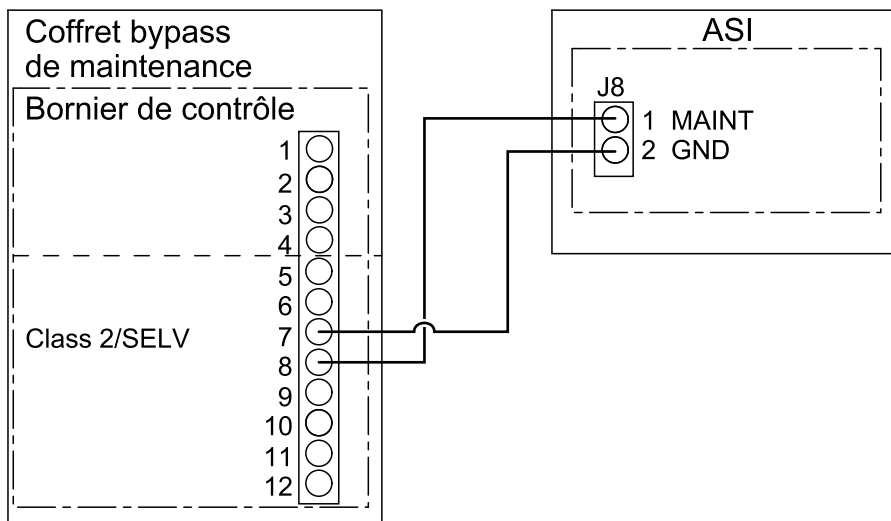 Coffret bypass
de maintenance
Bornier de contrôle
1
2
3
4
5
6
Class 2/SELV
7
8
9
10
11
12
ASI
J8
1 MAINT
2 GND